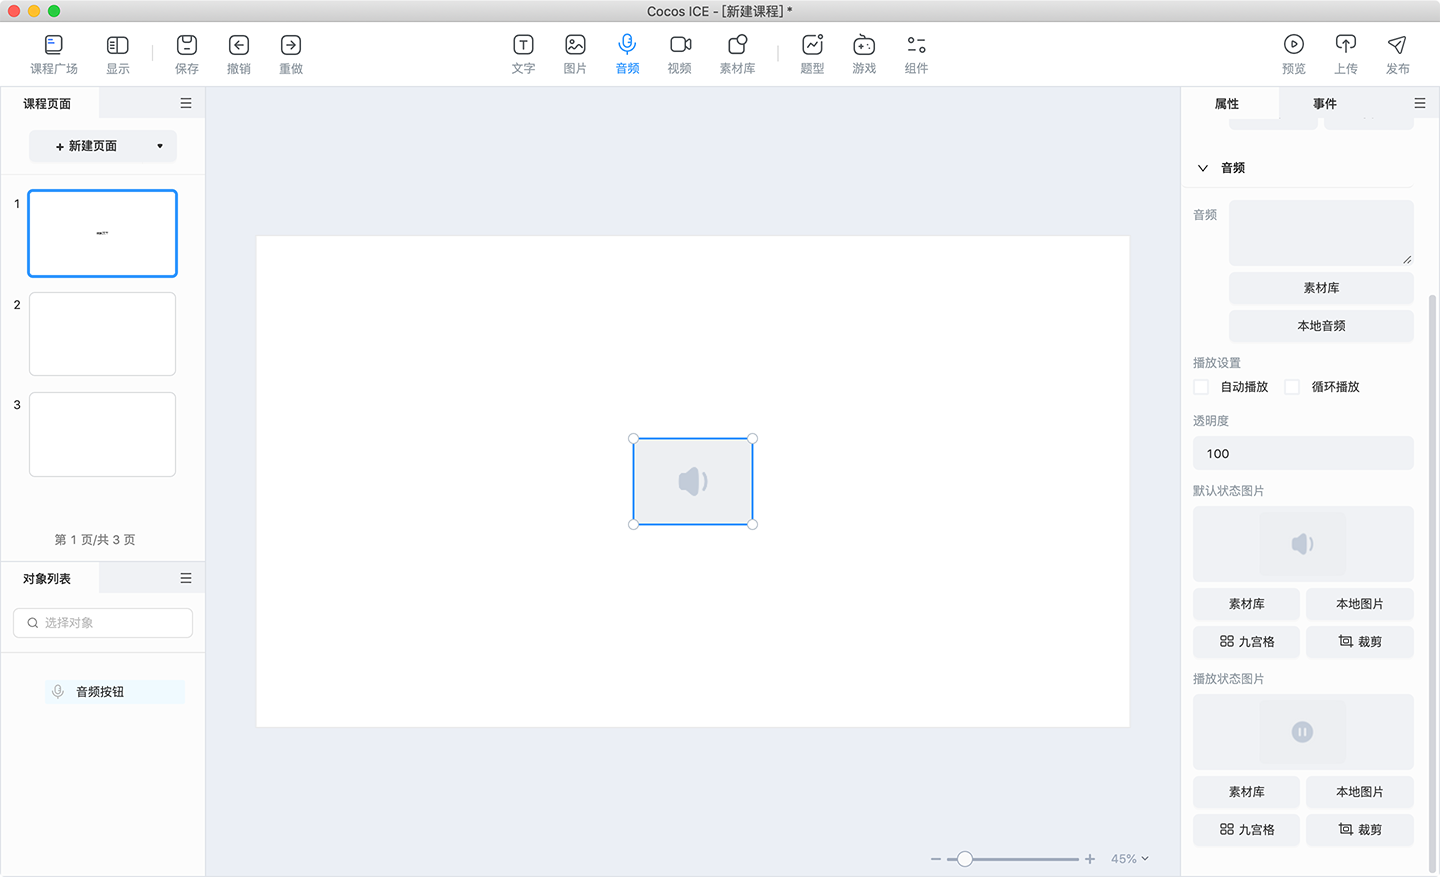 Cocos ICE - [新建课程] *
课程广场 显示 保存 撤销 重做 文字 图片 音频 视频 素材库 题型 游戏 组件 预览 上传 发布
课程页面
+ 新建页面
1
2
3
第 1 页/共 3 页
对象列表
选择对象
音频按钮
45%
属性 事件
音频
音频
素材库
本地音频
播放设置
自动播放 循环播放
透明度
100
默认状态图片
素材库 本地图片
九宫格 裁剪
播放状态图片
素材库 本地图片
九宫格 裁剪